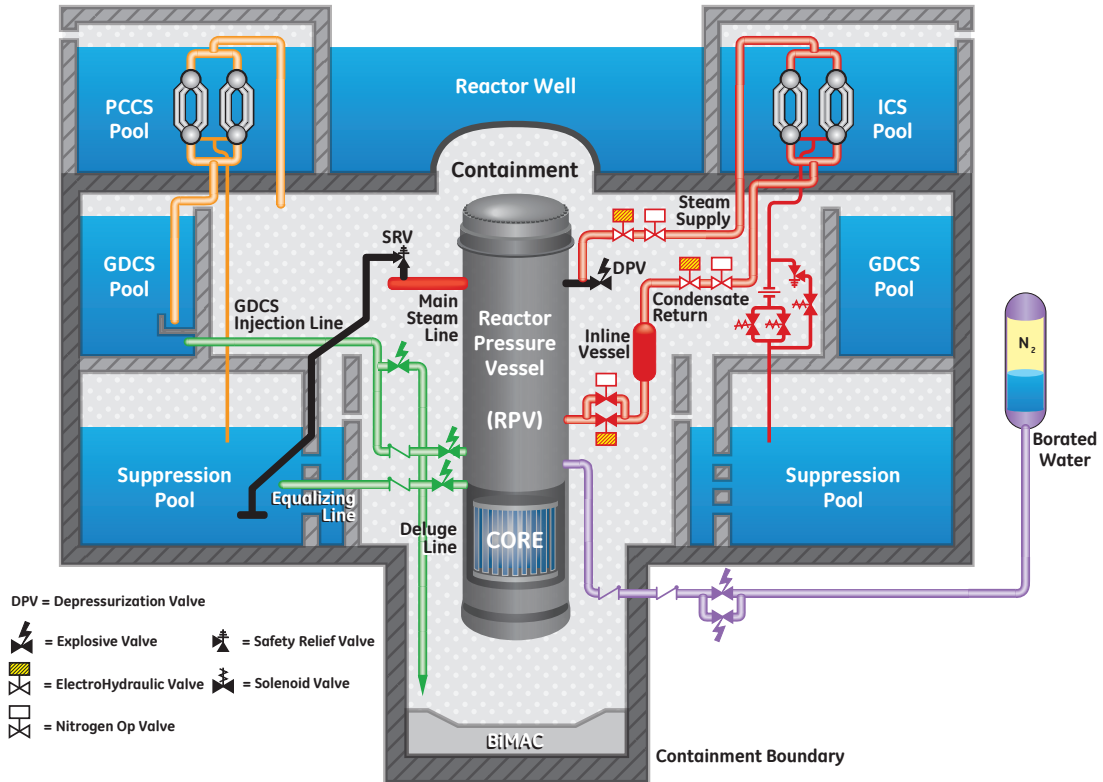 PCCS
Pool
Reactor Well
ICS
Pool
Containment
Steam
Supply
SRV
DPV
GDCS
Pool
GDCS
Injection Line
Main
Steam
Line
Reactor
Pressure
Vessel
(RPV)
Condensate
Return
Inline
Vessel
GDCS
Pool
N2
Borated
Water
Suppression
Pool
Equalizing
Line
Suppression
Pool
Deluge
Line
CORE
DPV = Depressurization Valve
= Explosive Valve
= Safety Relief Valve
= ElectroHydraulic Valve
= Solenoid Valve
= Nitrogen Op Valve
BiMAC
Containment Boundary